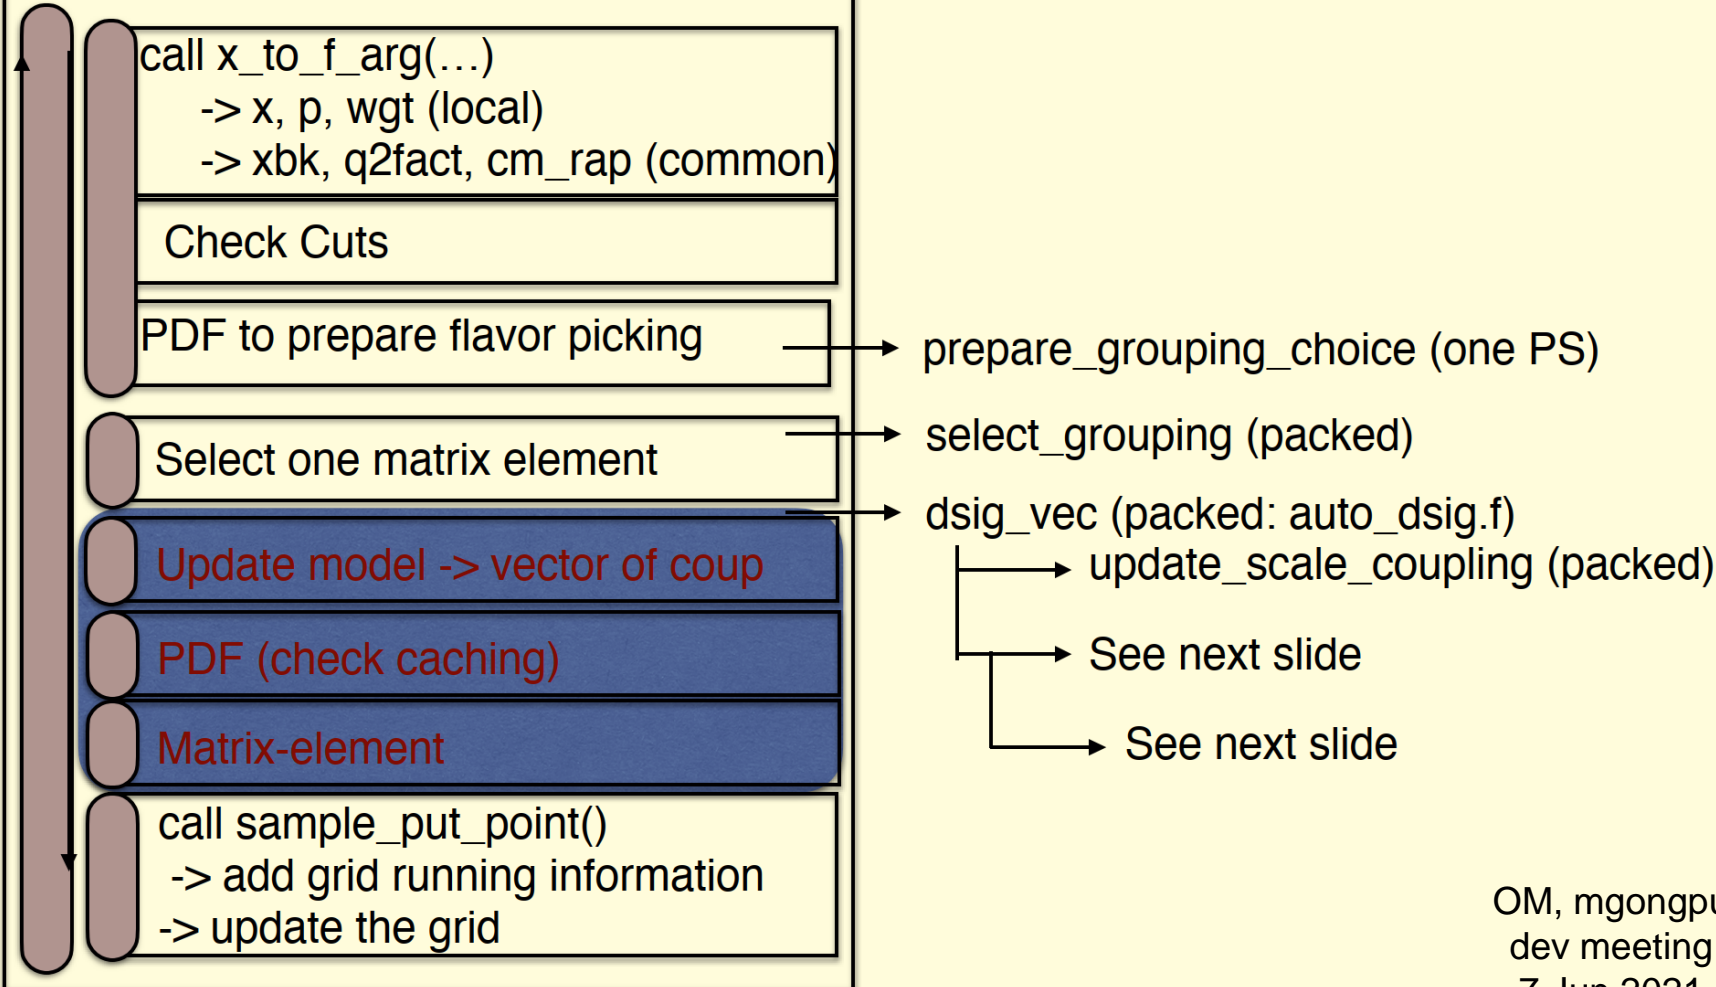 call x_to_f_arg(…)
-> x, p, wgt (local)
-> xbk, q2fact, cm_rap (common)
Check Cuts
PDF to prepare flavor picking
prepare_grouping_choice (one PS)
Select one matrix element
select_grouping (packed)
dsig_vec (packed: auto_dsig.f)
Update model -> vector of coup
update_scale_coupling (packed)
PDF (check caching)
See next slide
Matrix-element
See next slide
call sample_put_point()
-> add grid running information
-> update the grid
OM, mgongpu
dev meeting
7 Jun 2021